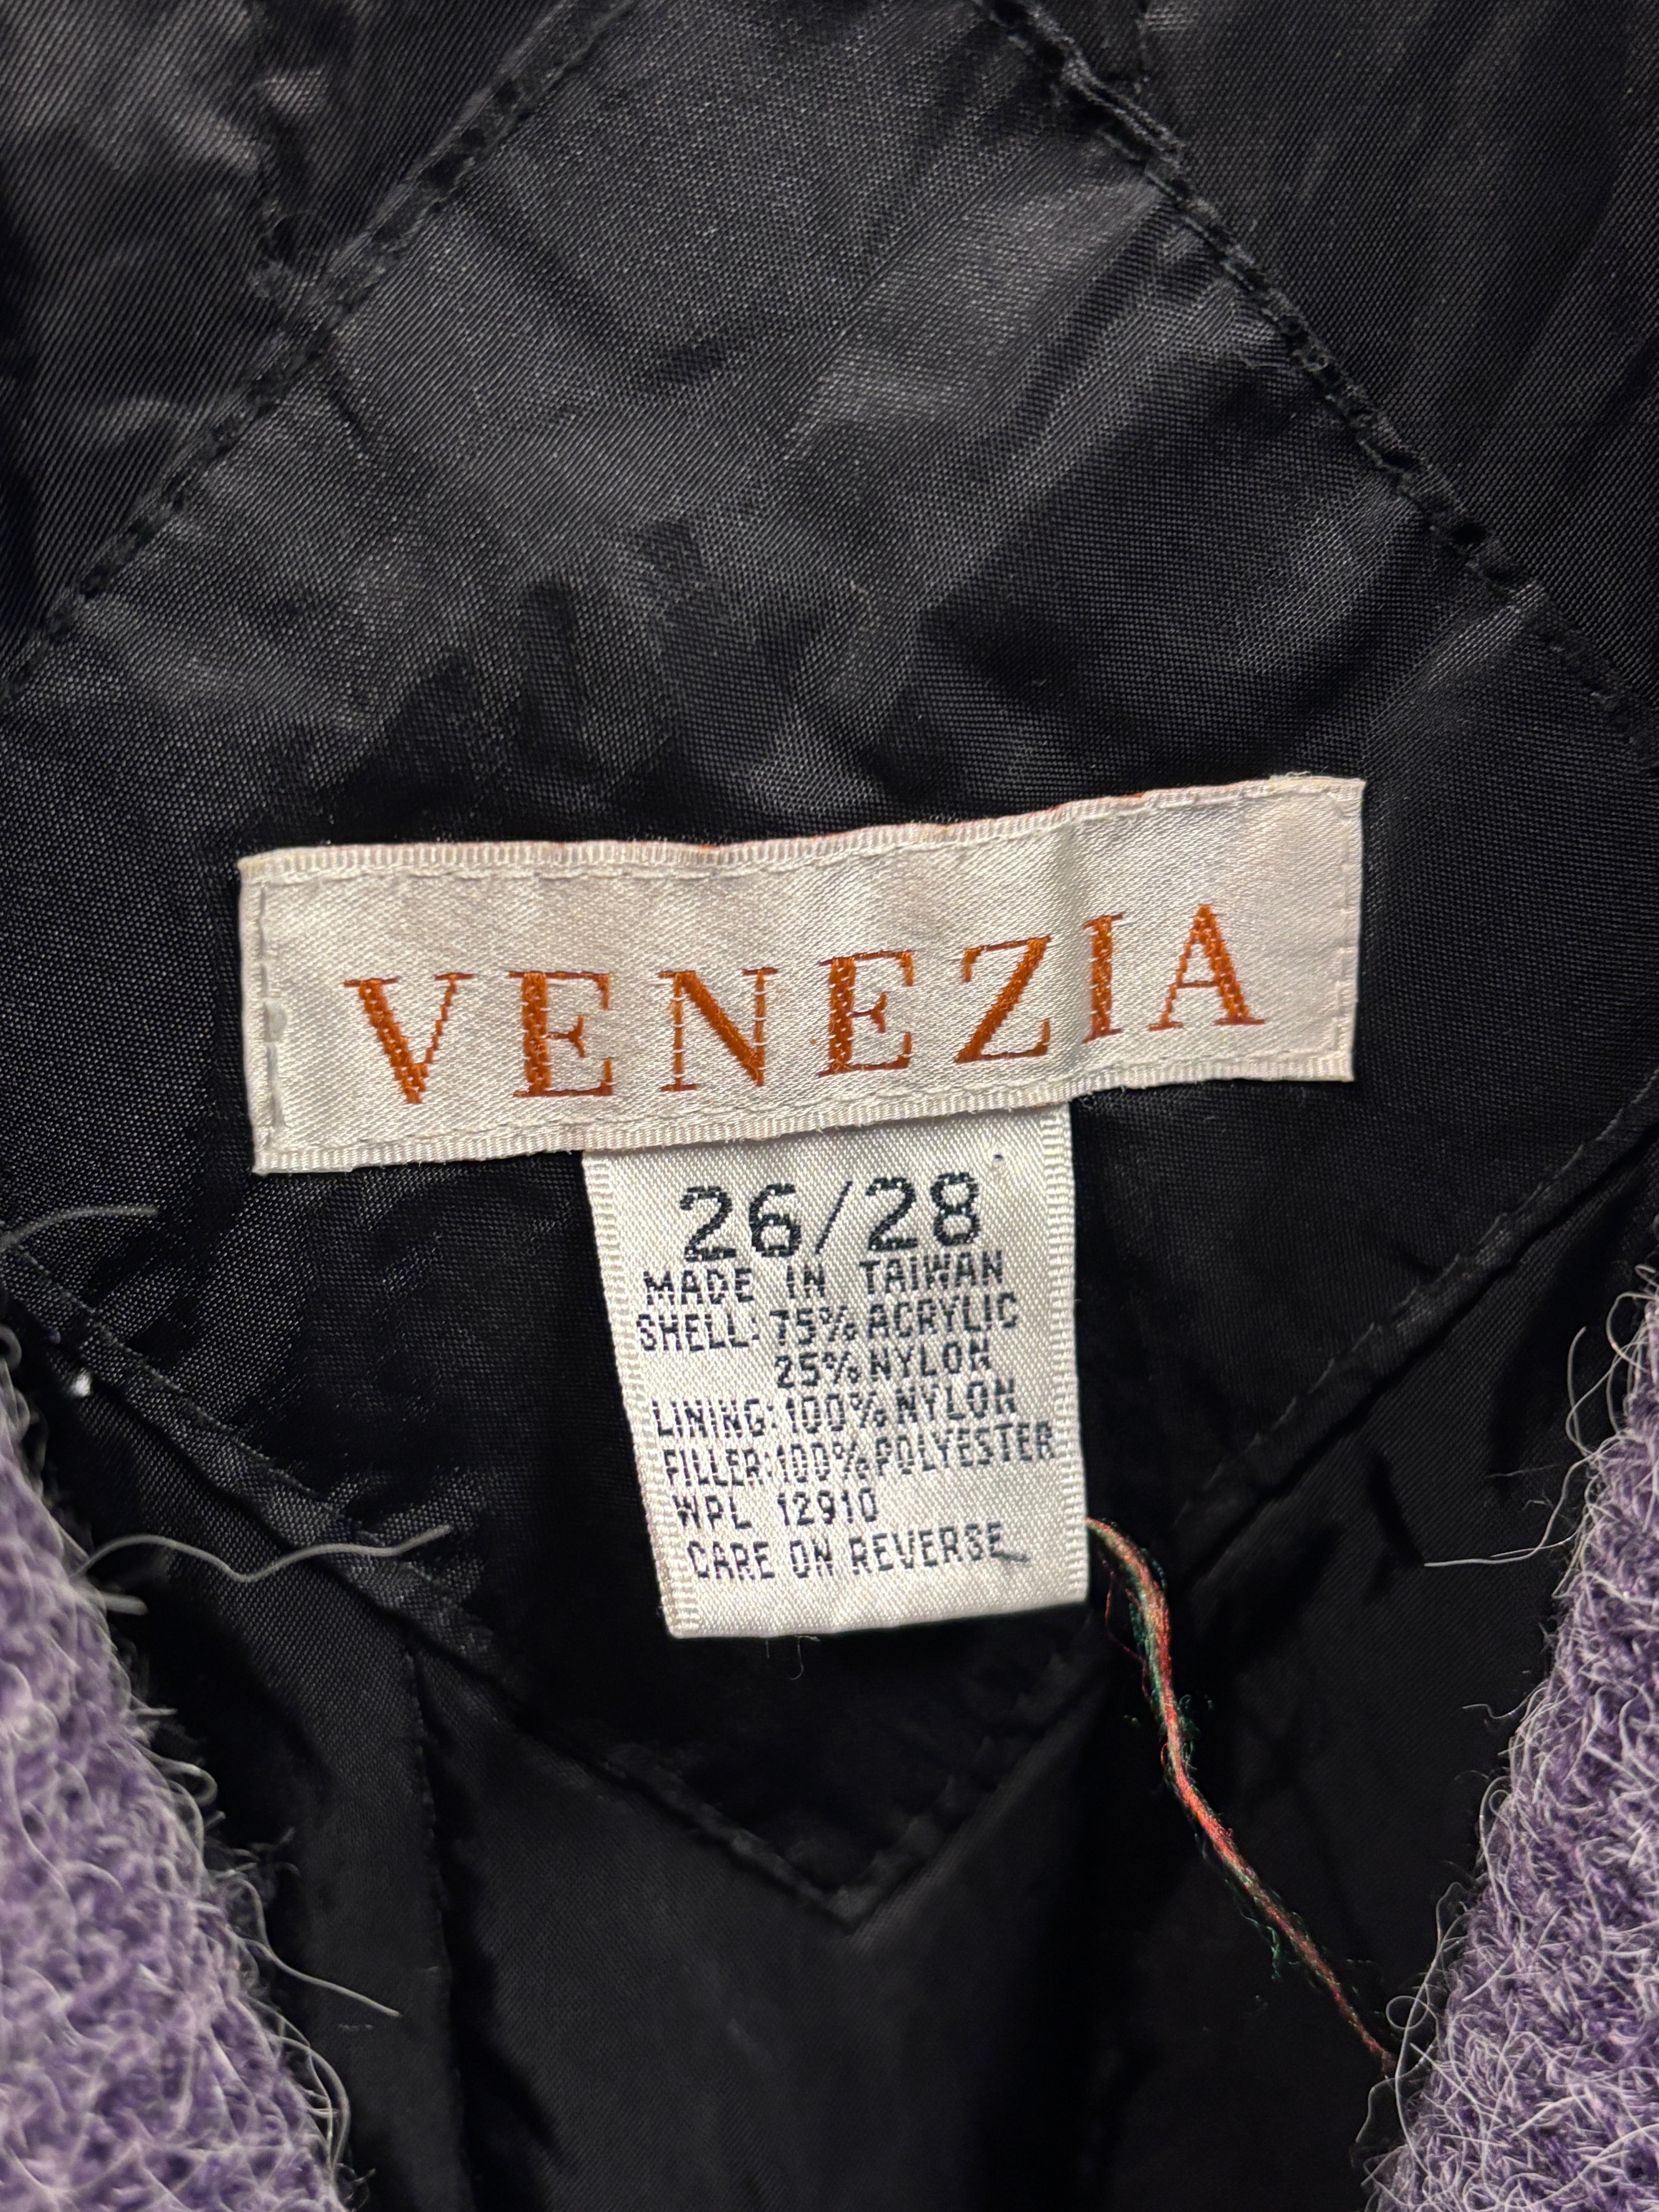 VENEZIA
26/28
MADE IN TAIWAN
SHELL: 75% ACRYLIC
25% NYLON
LINING: 100% NYLON
FILLER: 100% POLYESTER
WPL 12910
CARE ON REVERSE